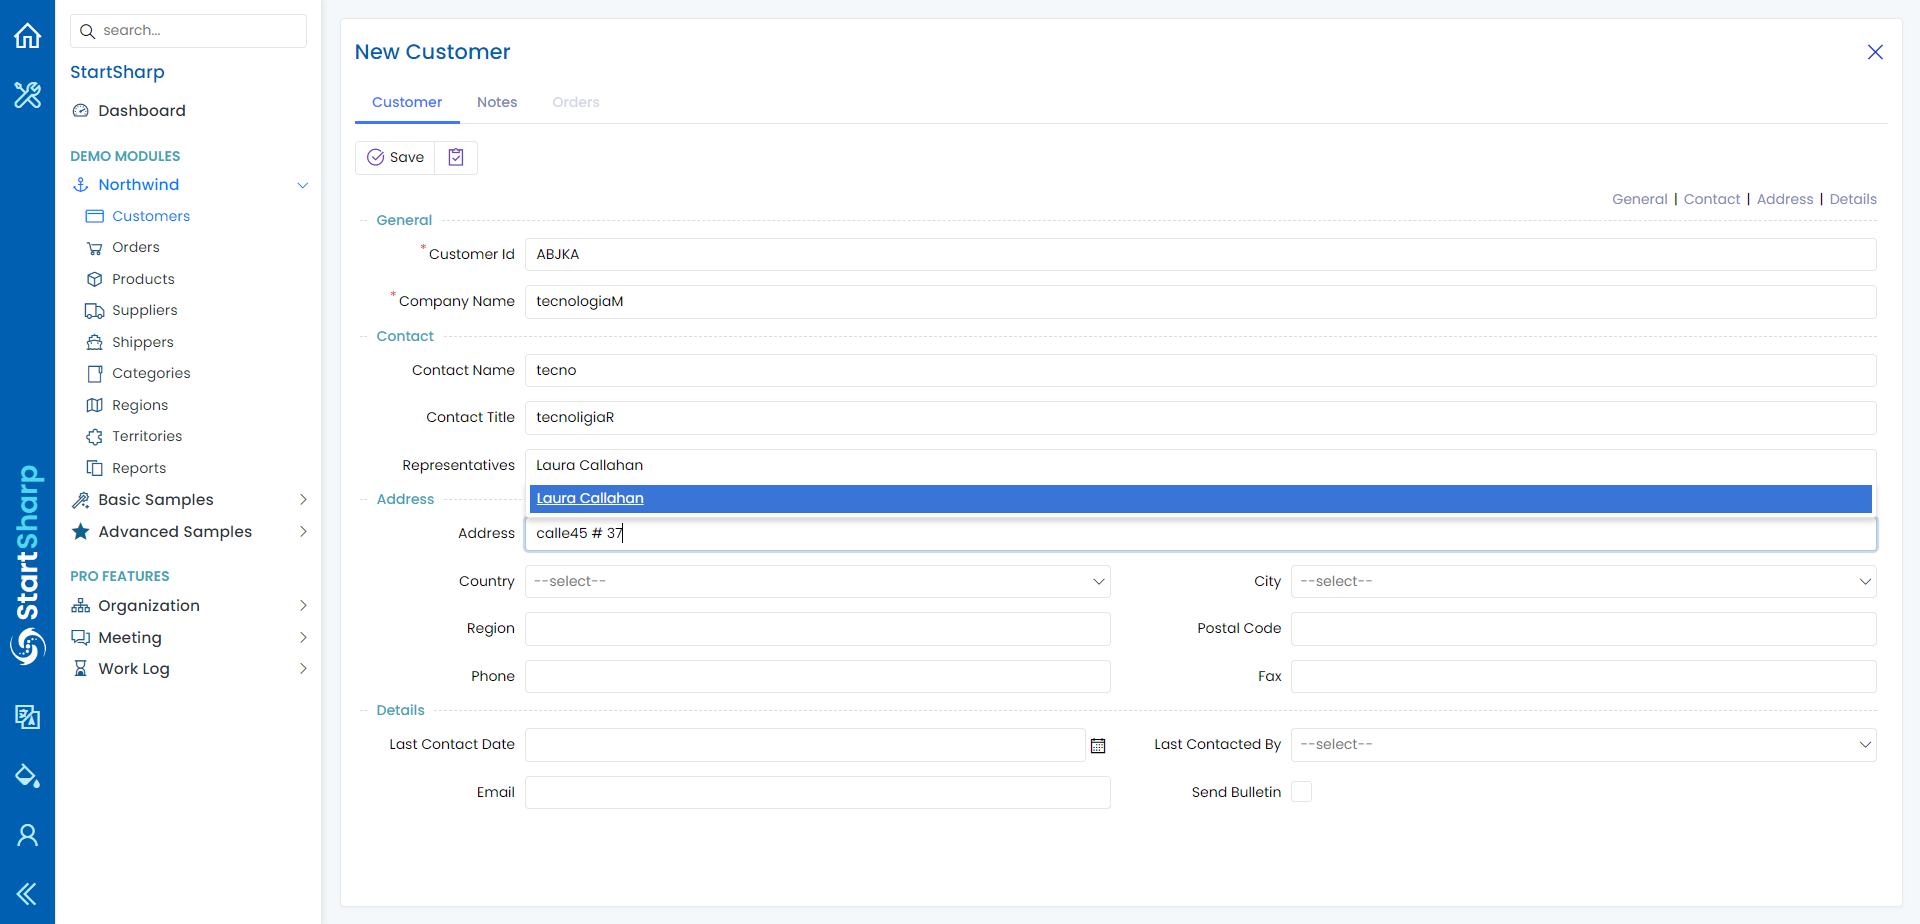 search...
StartSharp
Dashboard
DEMO MODULES
Northwind
Customers
Orders
Products
Suppliers
Shippers
Categories
Regions
Territories
Reports
Basic Samples
Advanced Samples
PRO FEATURES
Organization
Meeting
Work Log
StartSharp
New Customer
Customer Notes Orders
Save
General | Contact | Address | Details
General
* Customer Id ABJKA
* Company Name tecnologiaM
Contact
Contact Name tecno
Contact Title tecnoligiaR
Representatives Laura Callahan
Laura Callahan
Address
Address calle45 # 37
Country --select-- City --select--
Region Postal Code
Phone Fax
Details
Last Contact Date Last Contacted By --select--
Email Send Bulletin